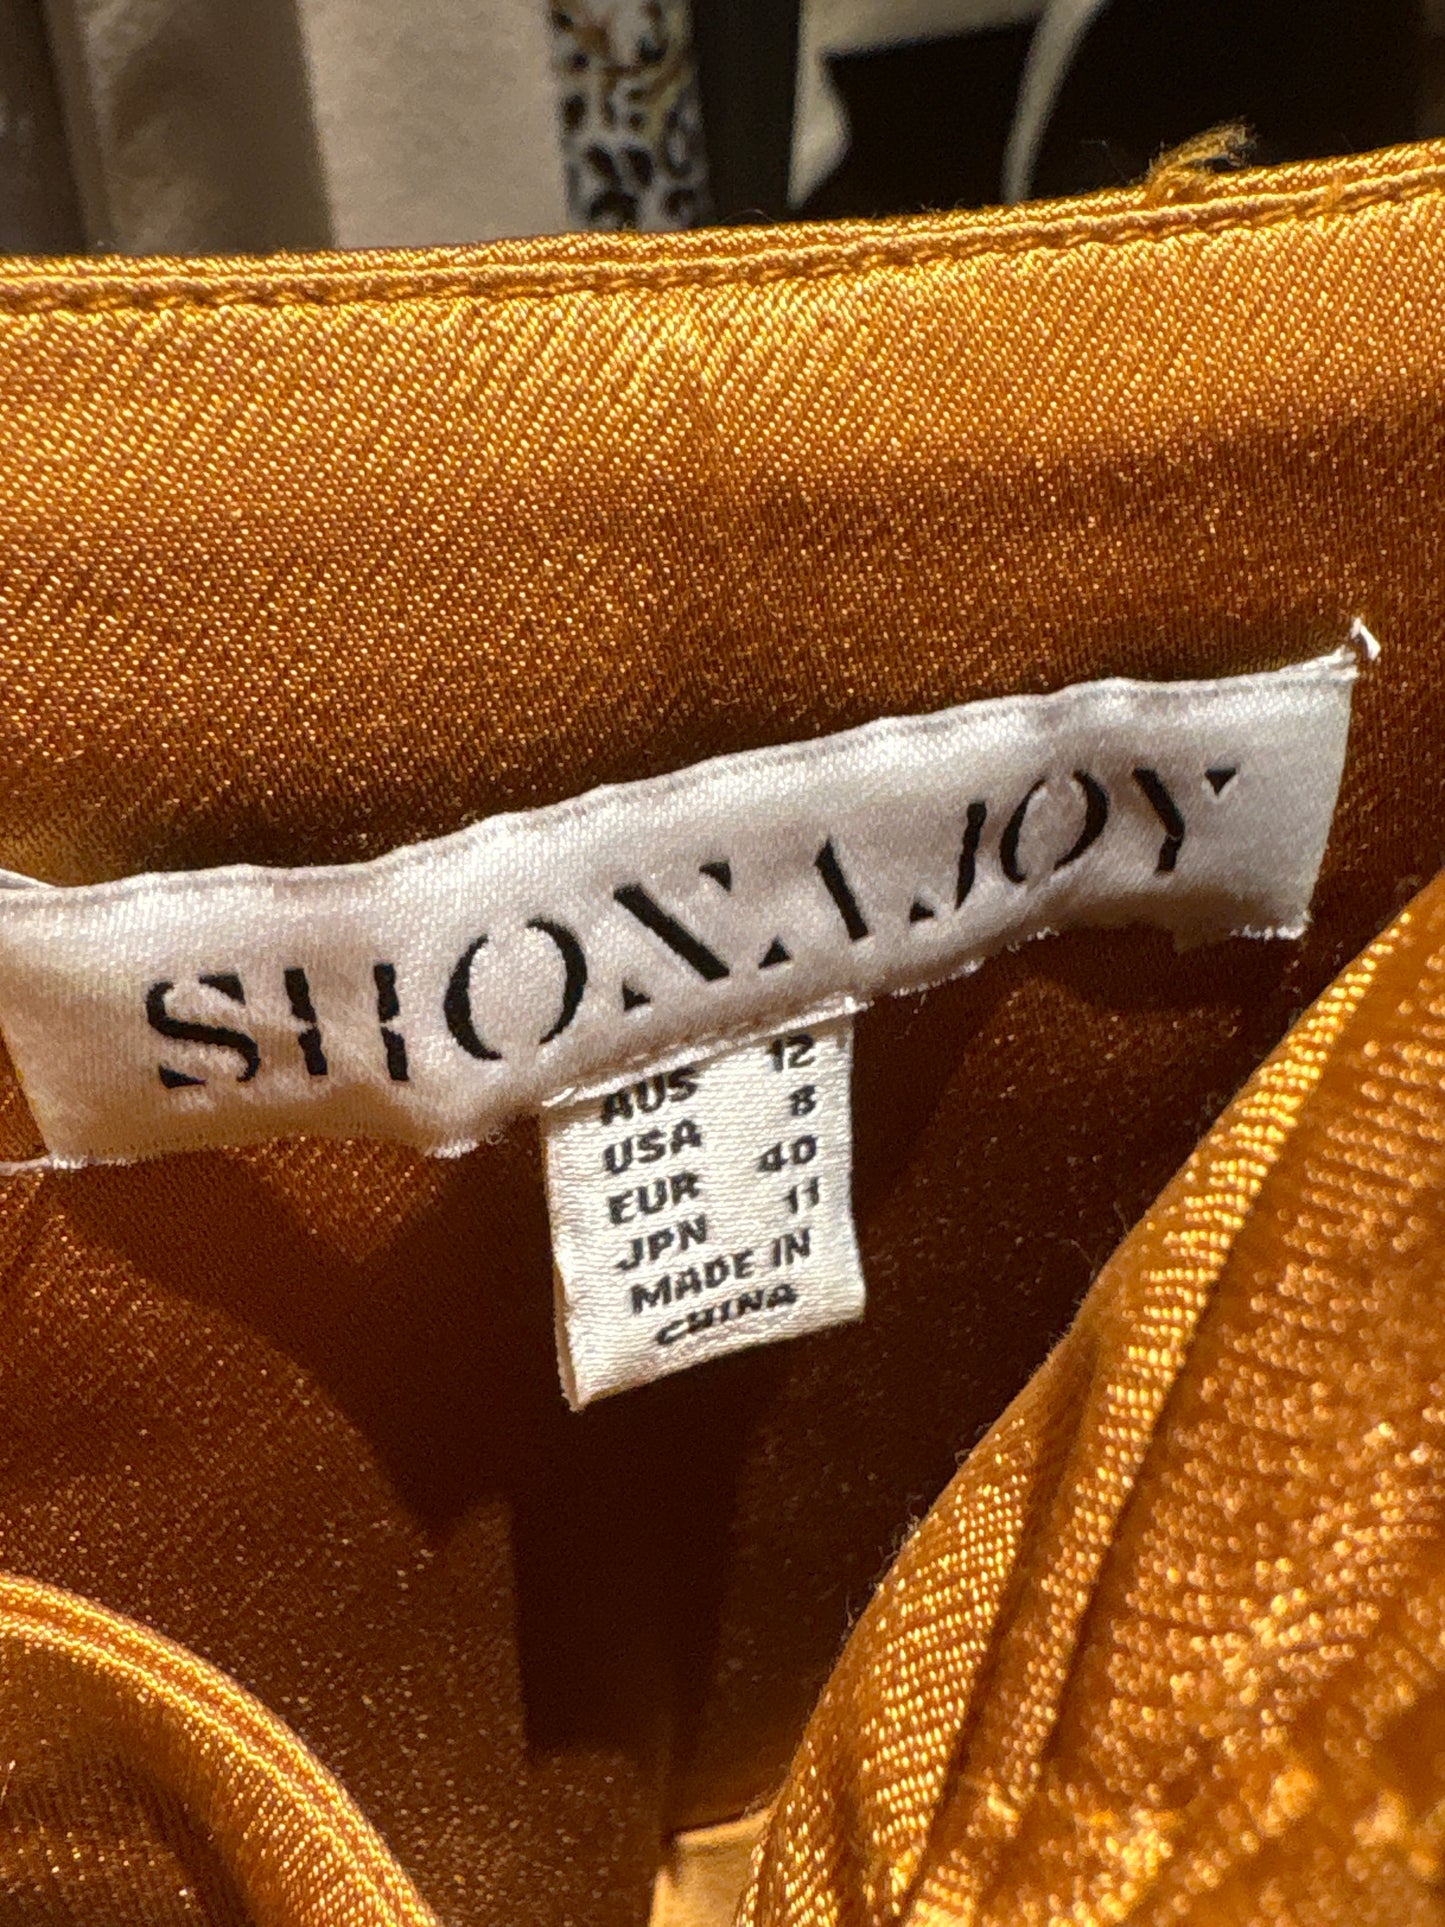 SHONA JOY
AUS 12
USA 8
EUR 40
JPN 11
MADE IN
CHINA